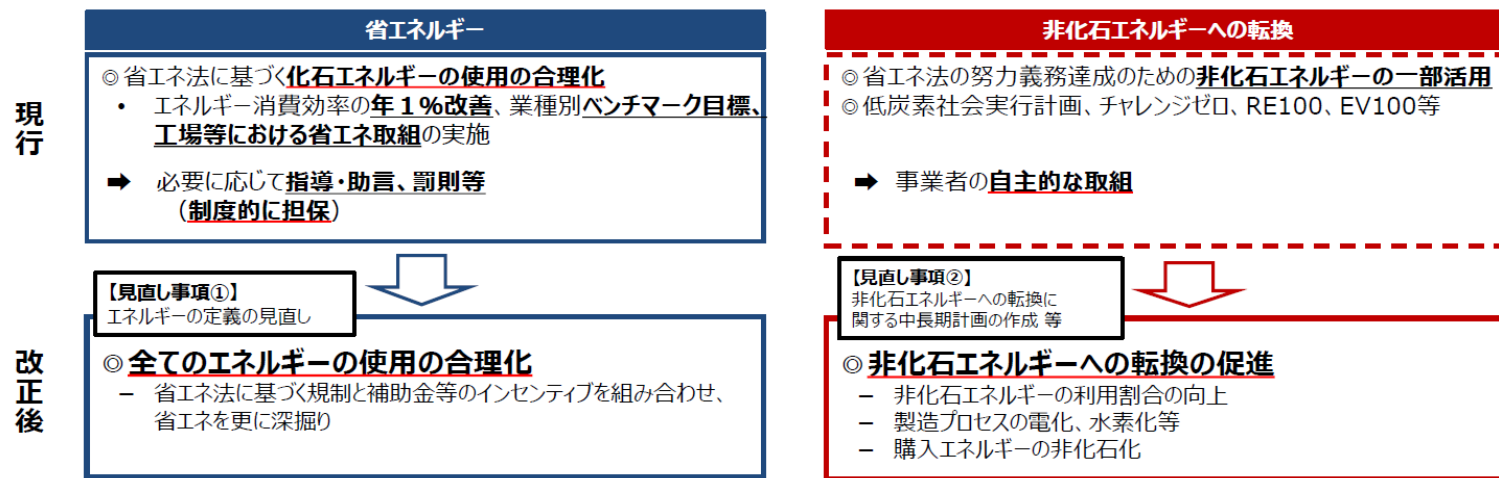 省エネルギー
現行
◎省エネ法に基づく化石エネルギーの使用の合理化
• エネルギー消費効率の年1%改善、業種別ベンチマーク目標、
工場等における省エネ取組の実施
➡ 必要に応じて指導・助言、罰則等
(制度的に担保)
【見直し事項①】
エネルギーの定義の見直し
改正後
◎全てのエネルギーの使用の合理化
− 省エネ法に基づく規制と補助金等のインセンティブを組み合わせ、
省エネを更に深掘り
非化石エネルギーへの転換
◎省エネ法の努力義務達成のための非化石エネルギーの一部活用
◎低炭素社会実行計画、チャレンジゼロ、RE100、EV100等
➡ 事業者の自主的な取組
【見直し事項②】
非化石エネルギーへの転換に
関する中長期計画の作成 等
◎非化石エネルギーへの転換の促進
− 非化石エネルギーの利用割合の向上
− 製造プロセスの電化、水素化等
− 購入エネルギーの非化石化